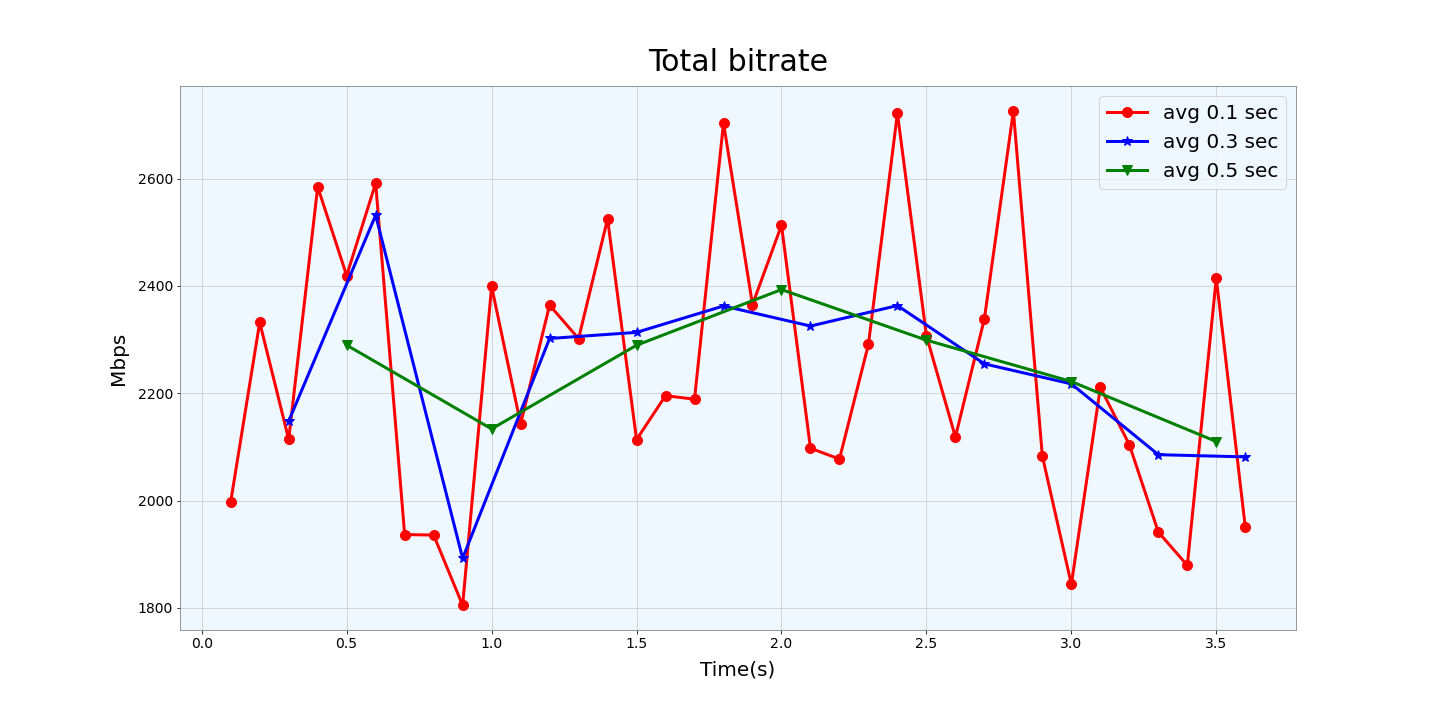 Total bitrate
avg 0.1 sec
avg 0.3 sec
avg 0.5 sec
Mbps
2600
2400
2200
2000
1800
0.0 0.5 1.0 1.5 2.0 2.5 3.0 3.5
Time(s)